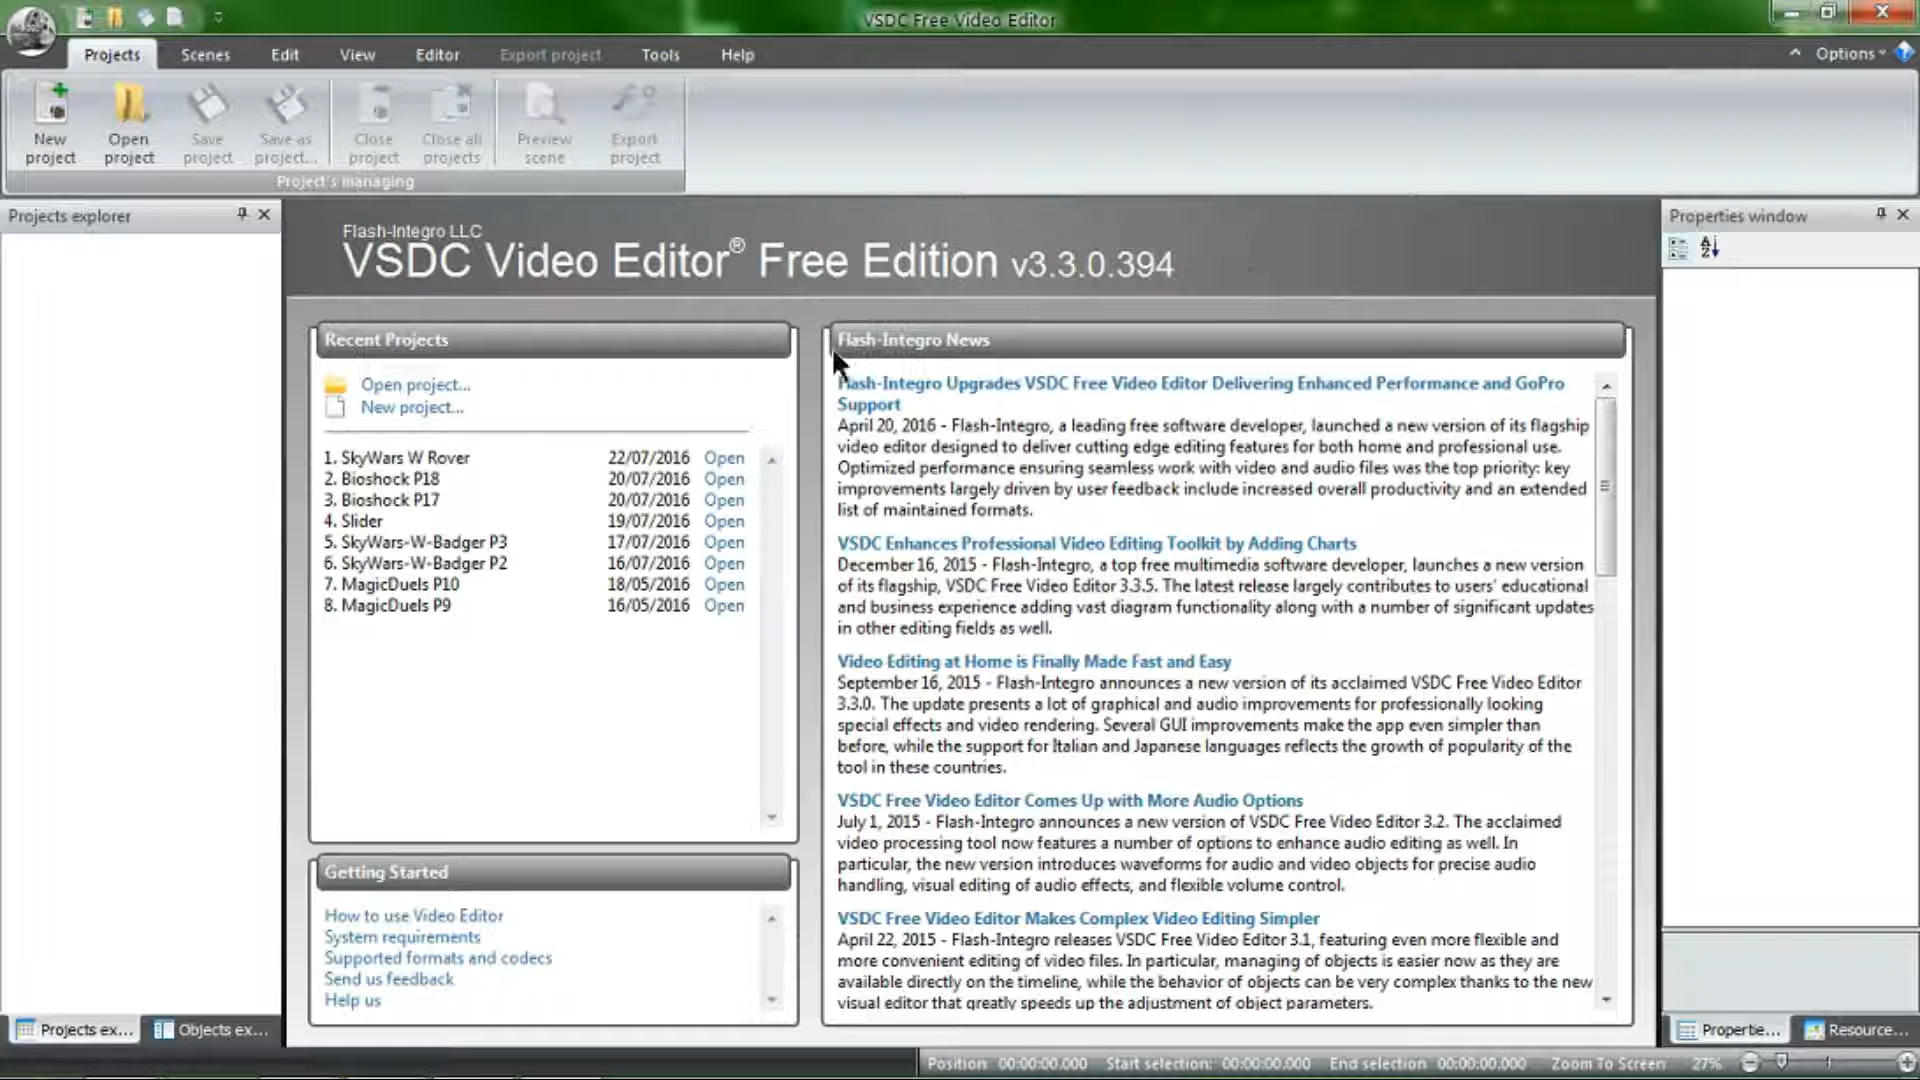 VSDC Free Video Editor
Projects
Scenes
Edit
View
Editor
Export project
Tools
Help
Options
New project
Open project
Save project
Save as project...
Close project
Close all projects
Preview scene
Export project
Project's managing
Projects explorer
Properties window
Flash-Integro LLC
VSDC Video Editor® Free Edition v3.3.0.394
Recent Projects
Open project...
New project...
1. SkyWars W Rover 22/07/2016 Open
2. Bioshock P18 20/07/2016 Open
3. Bioshock P17 20/07/2016 Open
4. Slider 19/07/2016 Open
5. SkyWars-W-Badger P3 17/07/2016 Open
6. SkyWars-W-Badger P2 16/07/2016 Open
7. MagicDuels P10 18/05/2016 Open
8. MagicDuels P9 16/05/2016 Open
Getting Started
How to use Video Editor
System requirements
Supported formats and codecs
Send us feedback
Help us
Flash-Integro News
Flash-Integro Upgrades VSDC Free Video Editor Delivering Enhanced Performance and GoPro
Support
April 20, 2016 - Flash-Integro, a leading free software developer, launched a new version of its flagship
video editor designed to deliver cutting edge editing features for both home and professional use.
Optimized performance ensuring seamless work with video and audio files was the top priority: key
improvements largely driven by user feedback include increased overall productivity and an extended
list of maintained formats.
VSDC Enhances Professional Video Editing Toolkit by Adding Charts
December 16, 2015 - Flash-Integro, a top free multimedia software developer, launches a new version
of its flagship, VSDC Free Video Editor 3.3.5. The latest release largely contributes to users' educational
and business experience adding vast diagram functionality along with a number of significant updates
in other editing fields as well.
Video Editing at Home is Finally Made Fast and Easy
September 16, 2015 - Flash-Integro announces a new version of its acclaimed VSDC Free Video Editor
3.3.0. The update presents a lot of graphical and audio improvements for professionally looking
special effects and video rendering. Several GUI improvements make the app even simpler than
before, while the support for Italian and Japanese languages reflects the growth of popularity of the
tool in these countries.
VSDC Free Video Editor Comes Up with More Audio Options
July 1, 2015 - Flash-Integro announces a new version of VSDC Free Video Editor 3.2. The acclaimed
video processing tool now features a number of options to enhance audio editing as well. In
particular, the new version introduces waveforms for audio and video objects for precise audio
handling, visual editing of audio effects, and flexible volume control.
VSDC Free Video Editor Makes Complex Video Editing Simpler
April 22, 2015 - Flash-Integro releases VSDC Free Video Editor 3.1, featuring even more flexible and
more convenient editing of video files. In particular, managing of objects is easier now as they are
available directly on the timeline, while the behavior of objects can be very complex thanks to the new
visual editor that greatly speeds up the adjustment of object parameters.
Projects ex...
Objects ex...
Propertie...
Resource...
Position 00:00:00.000 Start selection: 00:00:00.000 End selection 00:00:00.000 Zoom To Screen 27%